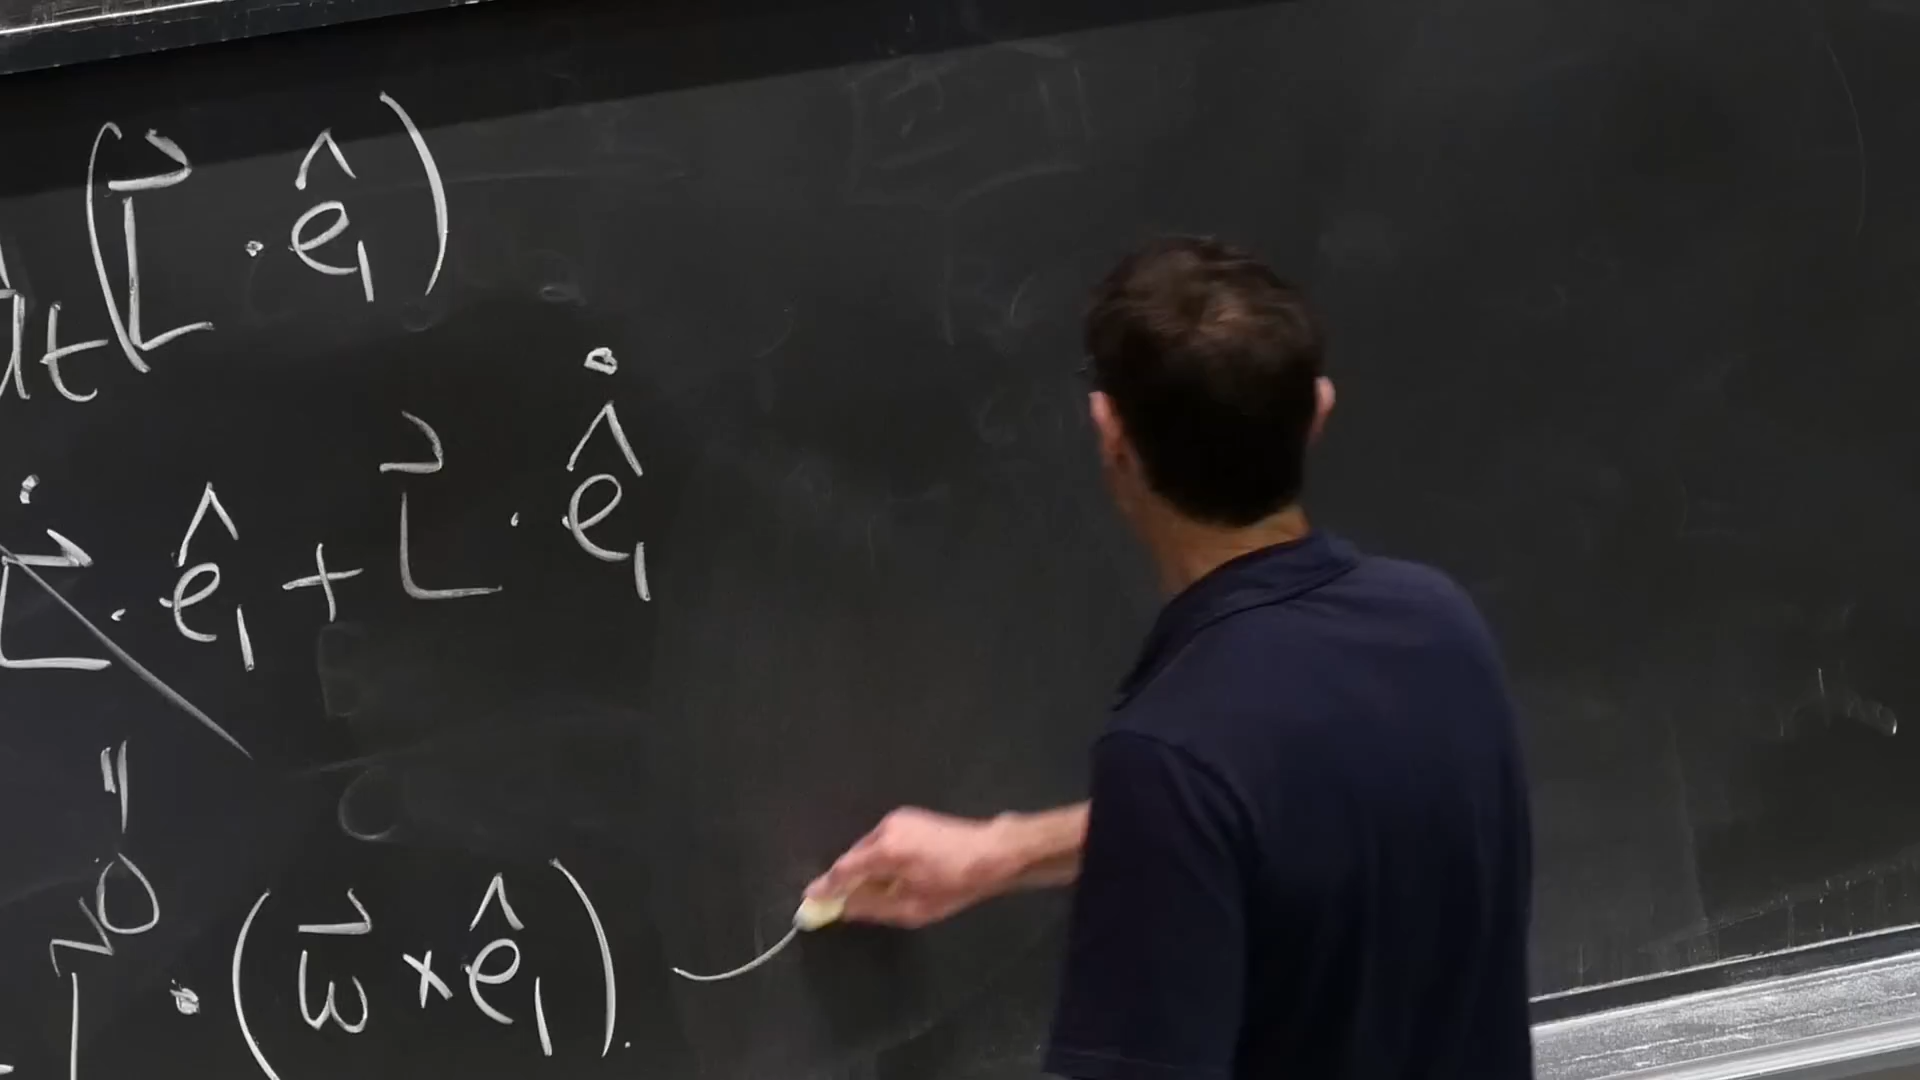 dt (L⃗ · ê₁)
L⃗̇ · ê₁ + L⃗ · ê̇₁
"
0
L⃗ · (ω⃗ × ê₁).